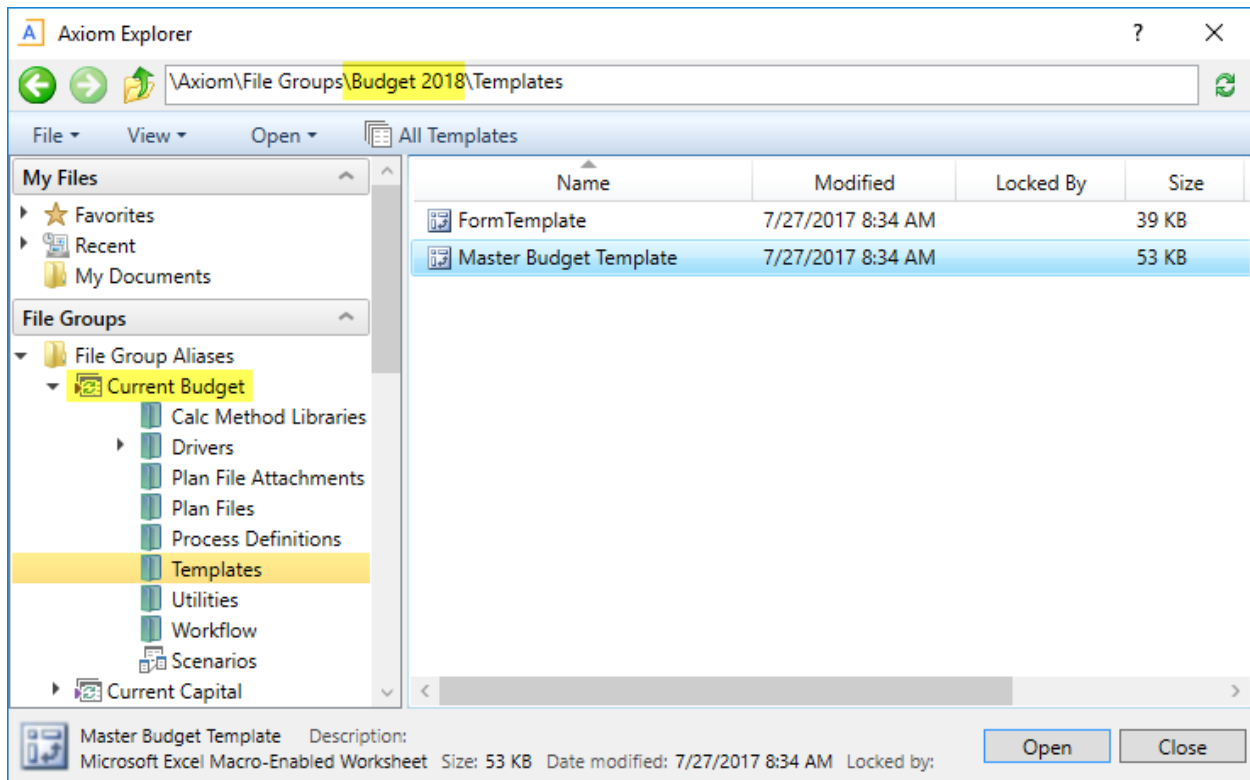 A Axiom Explorer ?
\Axiom\File Groups\Budget 2018\Templates
File View Open All Templates
My Files
Favorites
Recent
My Documents
File Groups
File Group Aliases
Current Budget
Calc Method Libraries
Drivers
Plan File Attachments
Plan Files
Process Definitions
Templates
Utilities
Workflow
Scenarios
Current Capital
Name Modified Locked By Size
FormTemplate 7/27/2017 8:34 AM 39 KB
Master Budget Template 7/27/2017 8:34 AM 53 KB
Master Budget Template Description:
Microsoft Excel Macro-Enabled Worksheet Size: 53 KB Date modified: 7/27/2017 8:34 AM Locked by:
Open Close